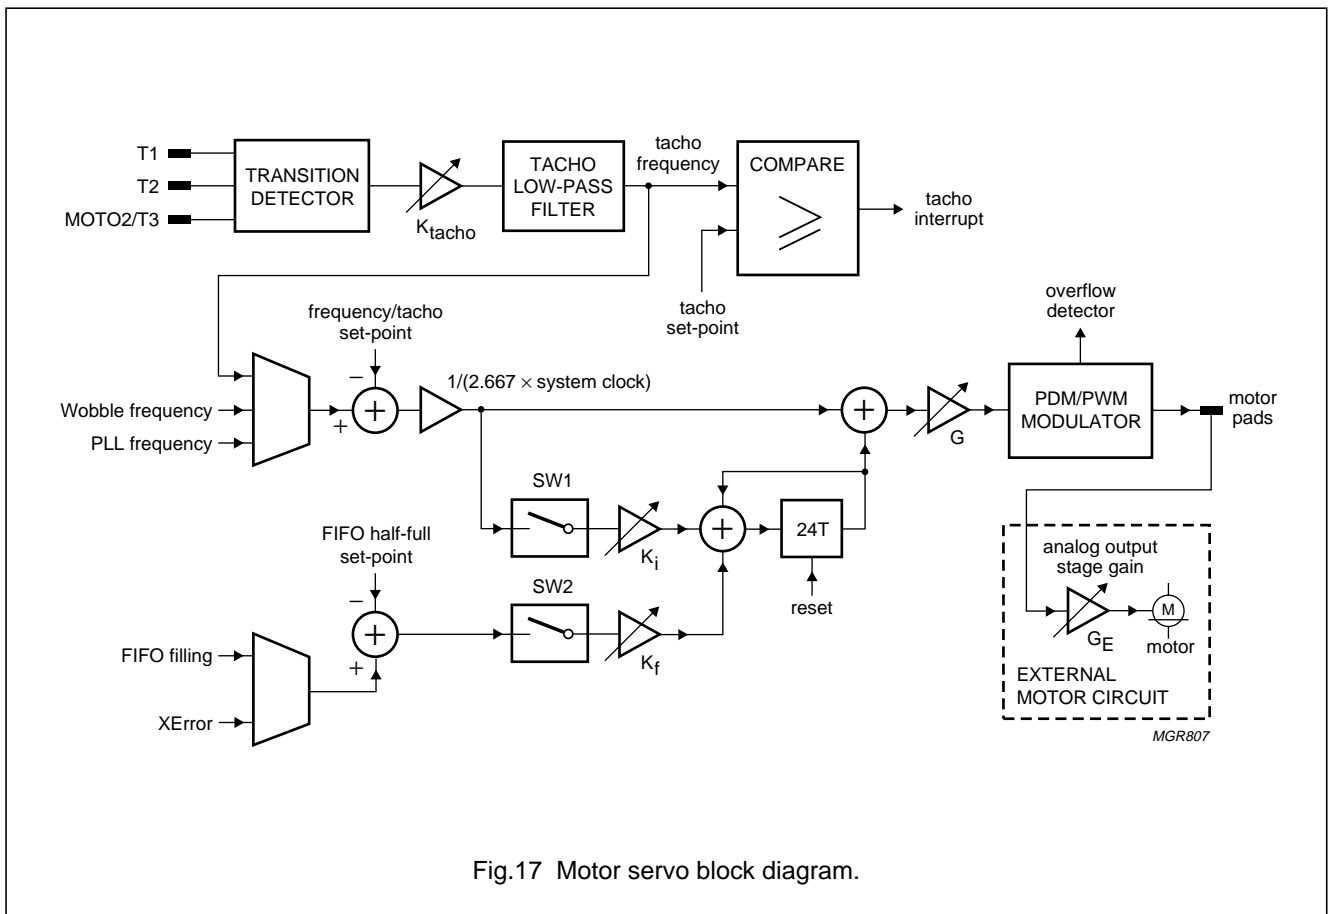 T1
T2
MOTO2/T3
TRANSITION
DETECTOR
Ktacho
TACHO
LOW-PASS
FILTER
tacho
frequency
COMPARE
≥
tacho
interrupt
tacho
set-point
frequency/tacho
set-point
−
+
+
Wobble frequency
PLL frequency
1/(2.667 × system clock)
+
G
overflow
detector
PDM/PWM
MODULATOR
motor
pads
SW1
Ki
+
24T
reset
FIFO half-full
set-point
−
+
+
SW2
Kf
FIFO filling
XError
analog output
stage gain
GE
M
motor
EXTERNAL
MOTOR CIRCUIT
MGR807
Fig.17 Motor servo block diagram.